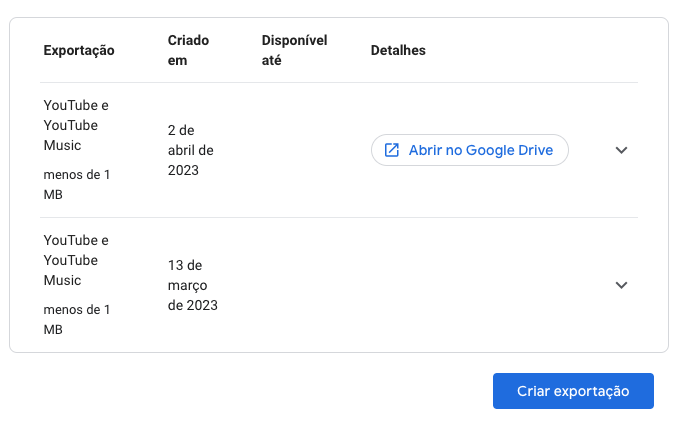 Exportação
Criado
em
Disponível
até
Detalhes
YouTube e
YouTube
Music
menos de 1
MB
2 de
abril de
2023
Abrir no Google Drive
YouTube e
YouTube
Music
menos de 1
MB
13 de
março
de 2023
Criar exportação